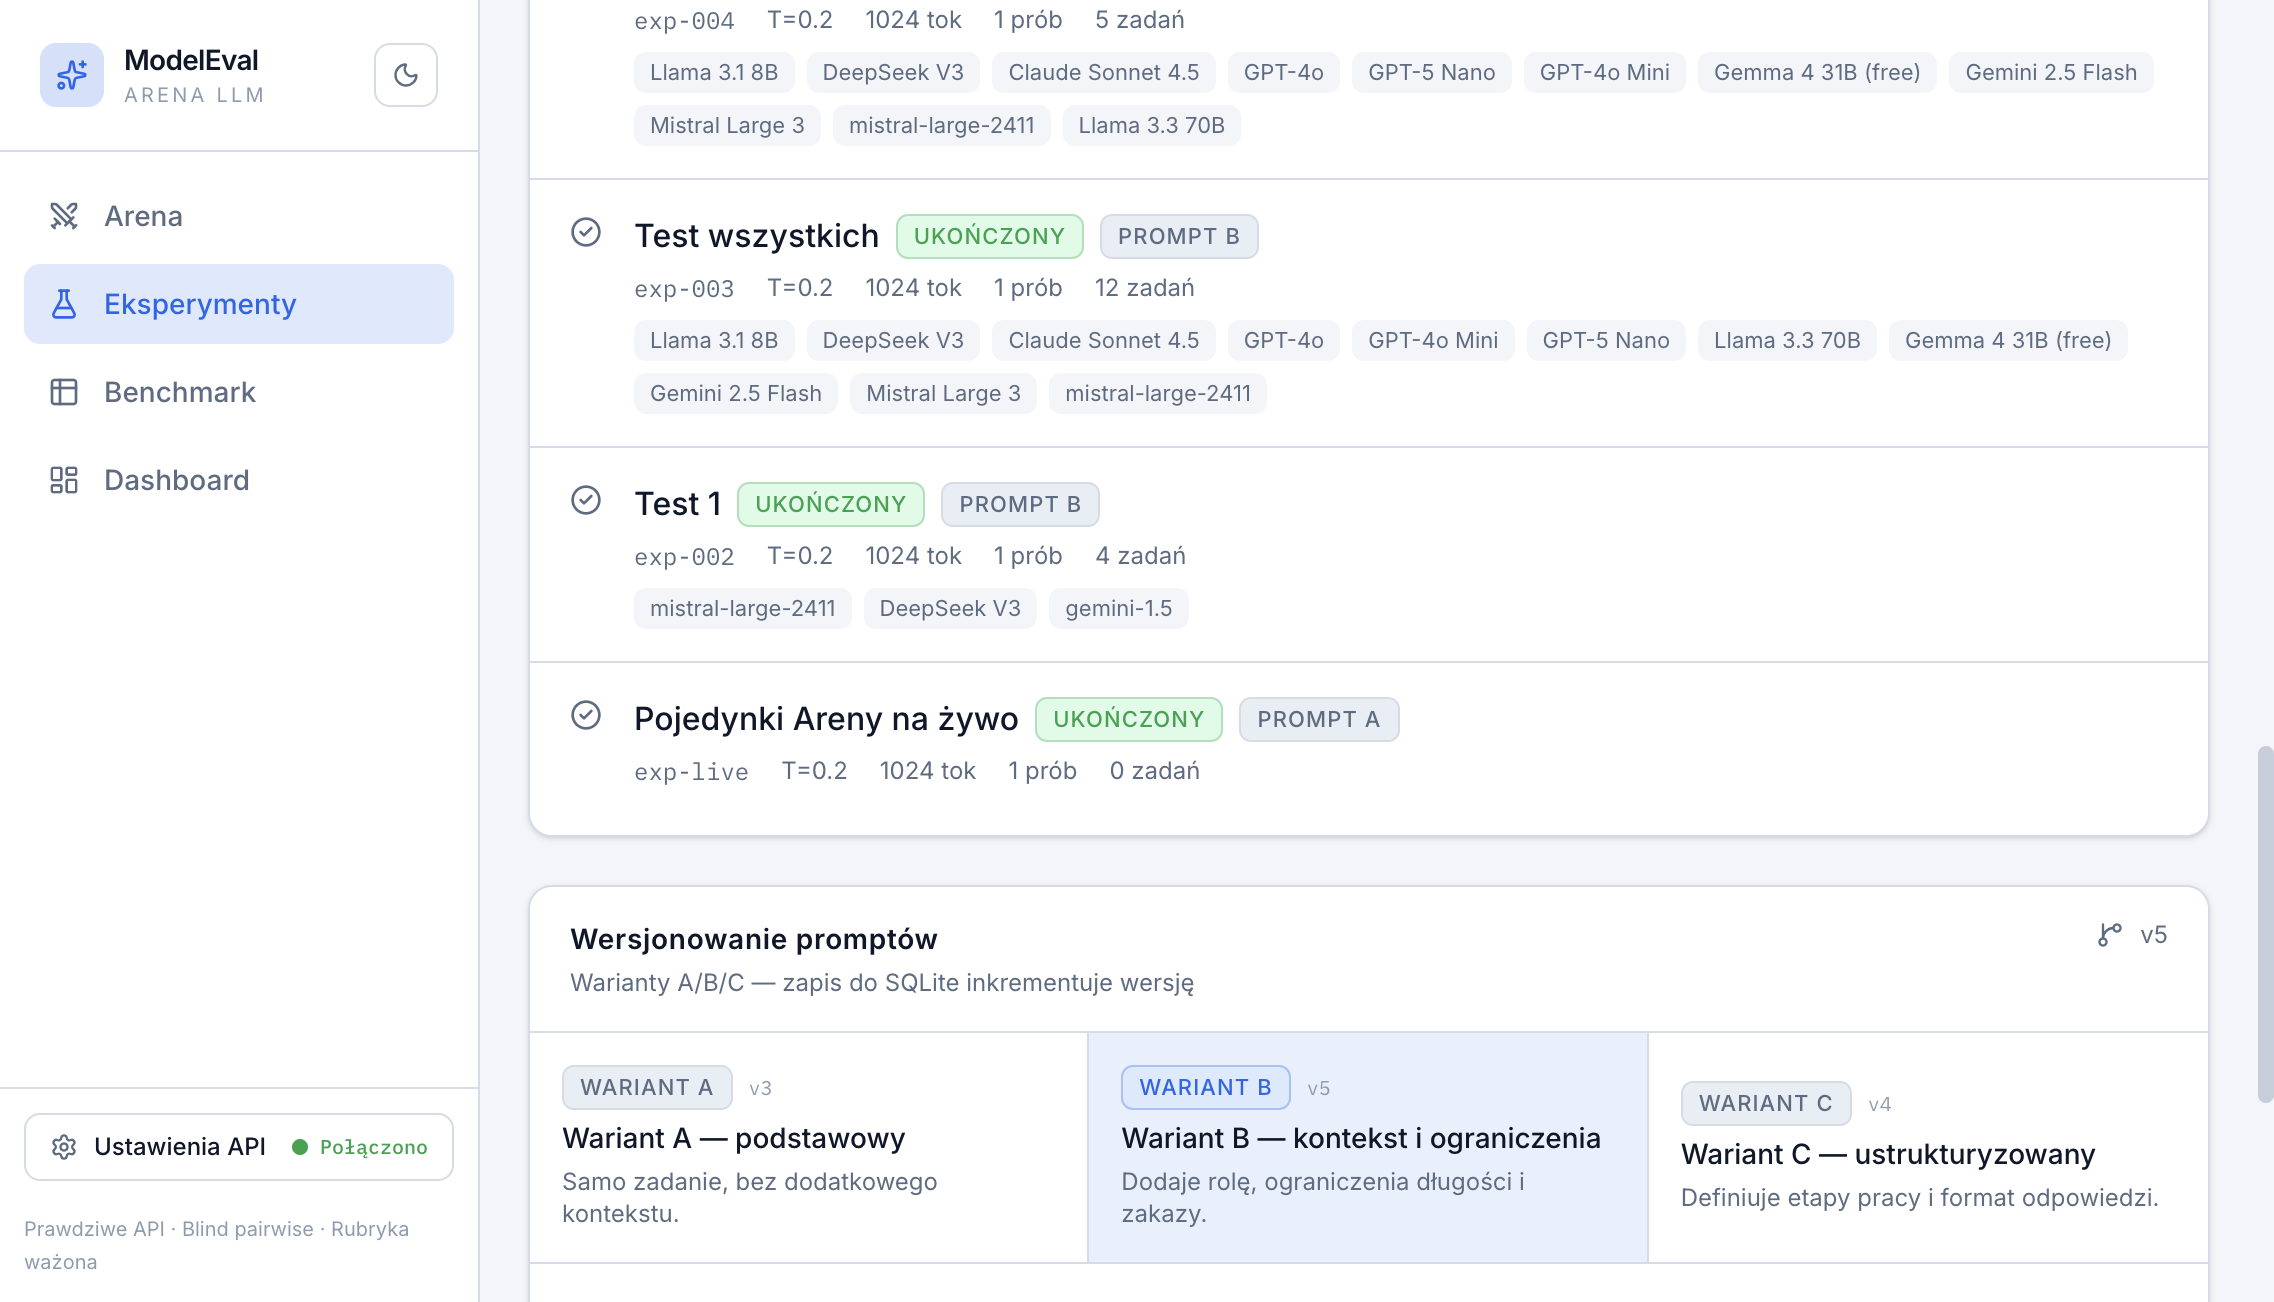 ModelEval
ARENA LLM
Arena
Eksperymenty
Benchmark
Dashboard
Ustawienia API Połączono
Prawdziwe API · Blind pairwise · Rubryka
ważona
exp-004 T=0.2 1024 tok 1 prób 5 zadań
Llama 3.1 8B DeepSeek V3 Claude Sonnet 4.5 GPT-4o GPT-5 Nano GPT-4o Mini Gemma 4 31B (free) Gemini 2.5 Flash
Mistral Large 3 mistral-large-2411 Llama 3.3 70B
Test wszystkich UKOŃCZONY PROMPT B
exp-003 T=0.2 1024 tok 1 prób 12 zadań
Llama 3.1 8B DeepSeek V3 Claude Sonnet 4.5 GPT-4o GPT-4o Mini GPT-5 Nano Llama 3.3 70B Gemma 4 31B (free)
Gemini 2.5 Flash Mistral Large 3 mistral-large-2411
Test 1 UKOŃCZONY PROMPT B
exp-002 T=0.2 1024 tok 1 prób 4 zadań
mistral-large-2411 DeepSeek V3 gemini-1.5
Pojedynki Areny na żywo UKOŃCZONY PROMPT A
exp-live T=0.2 1024 tok 1 prób 0 zadań
Wersjonowanie promptów v5
Warianty A/B/C — zapis do SQLite inkrementuje wersję
WARIANT A v3
Wariant A — podstawowy
Samo zadanie, bez dodatkowego
kontekstu.
WARIANT B v5
Wariant B — kontekst i ograniczenia
Dodaje rolę, ograniczenia długości i
zakazy.
WARIANT C v4
Wariant C — ustrukturyzowany
Definiuje etapy pracy i format odpowiedzi.